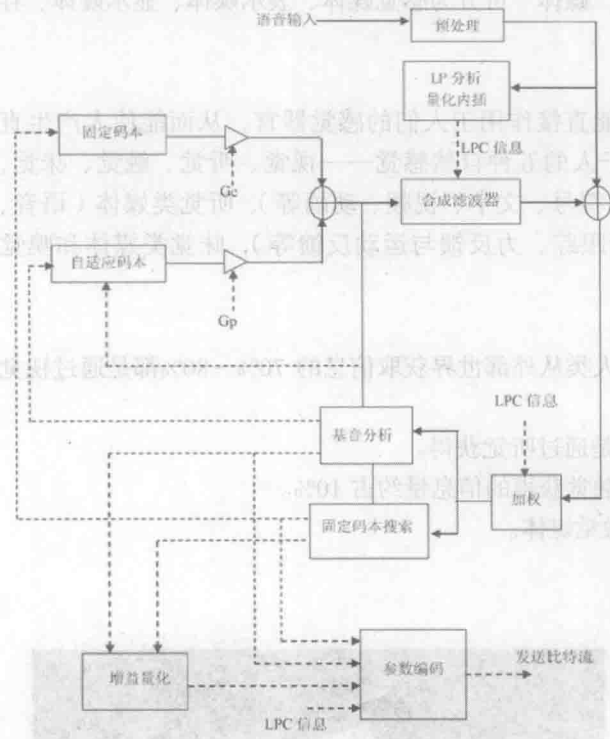 语音输入
预处理
LP 分析
量化内插
固定码本
LPC 信息
Gc
合成滤波器
自适应码本
Gp
LPC 信息
基音分析
加权
固定码本搜索
增益量化
参数编码
发送比特流
LPC 信息